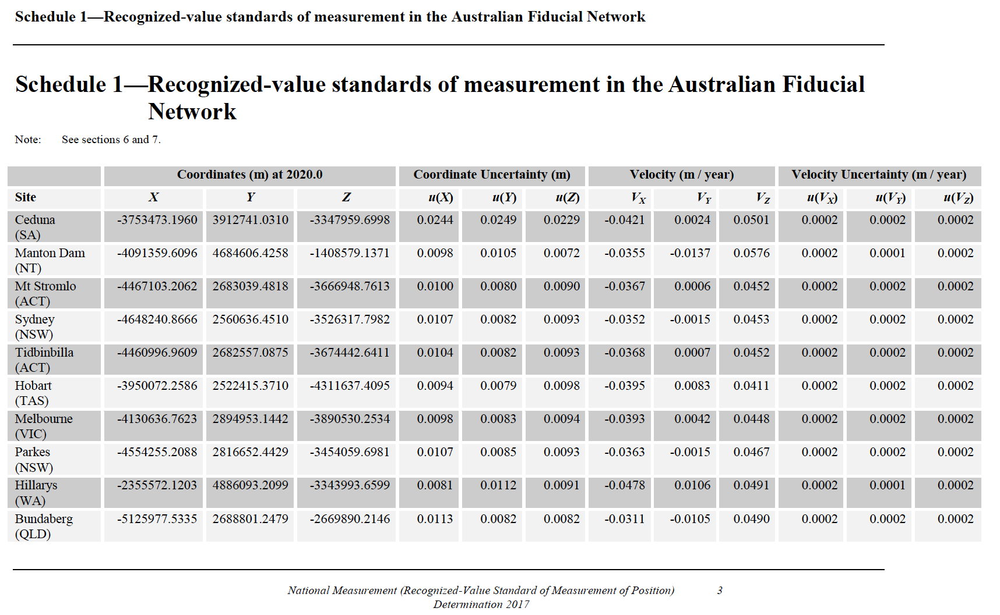 Schedule 1—Recognized-value standards of measurement in the Australian Fiducial Network
Schedule 1—Recognized-value standards of measurement in the Australian Fiducial
Network
Note: See sections 6 and 7.
Coordinates (m) at 2020.0 Coordinate Uncertainty (m) Velocity (m / year) Velocity Uncertainty (m / year)
Site X Y Z u(X) u(Y) u(Z) VX VY VZ u(VX) u(VY) u(VZ)
Ceduna -3753473.1960 3912741.0310 -3347959.6998 0.0244 0.0249 0.0229 -0.0421 0.0024 0.0501 0.0002 0.0002 0.0002
(SA)
Manton Dam -4091359.6096 4684606.4258 -1408579.1371 0.0098 0.0105 0.0072 -0.0355 -0.0137 0.0576 0.0002 0.0001 0.0002
(NT)
Mt Stromlo -4467103.2062 2683039.4818 -3666948.7613 0.0100 0.0080 0.0090 -0.0367 0.0006 0.0452 0.0002 0.0002 0.0002
(ACT)
Sydney -4648240.8666 2560636.4510 -3526317.7982 0.0107 0.0082 0.0093 -0.0352 -0.0015 0.0453 0.0002 0.0002 0.0002
(NSW)
Tidbinbilla -4460996.9609 2682557.0875 -3674442.6411 0.0104 0.0082 0.0093 -0.0368 0.0007 0.0452 0.0002 0.0002 0.0002
(ACT)
Hobart -3950072.2586 2522415.3710 -4311637.4095 0.0094 0.0079 0.0098 -0.0395 0.0083 0.0411 0.0002 0.0002 0.0002
(TAS)
Melbourne -4130636.7623 2894953.1442 -3890530.2534 0.0098 0.0083 0.0094 -0.0393 0.0042 0.0448 0.0002 0.0002 0.0002
(VIC)
Parkes -4554255.2088 2816652.4429 -3454059.6981 0.0107 0.0085 0.0093 -0.0363 -0.0015 0.0467 0.0002 0.0002 0.0002
(NSW)
Hillarys -2355572.1203 4886093.2099 -3343993.6599 0.0081 0.0112 0.0091 -0.0478 0.0106 0.0491 0.0002 0.0001 0.0002
(WA)
Bundaberg -5125977.5335 2688801.2479 -2669890.2146 0.0113 0.0082 0.0082 -0.0311 -0.0105 0.0490 0.0002 0.0002 0.0002
(QLD)
National Measurement (Recognized-Value Standard of Measurement of Position) 3
Determination 2017